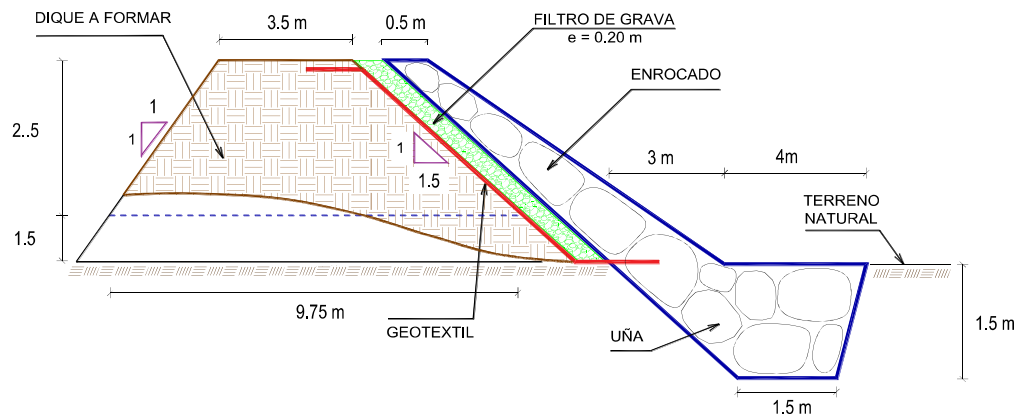 DIQUE A FORMAR
3.5 m
0.5 m
FILTRO DE GRAVA
e = 0.20 m
ENROCADO
1
1
2..5
1
1.5
3 m
4m
TERRENO
NATURAL
1.5
9.75 m
GEOTEXTIL
UÑA
1.5 m
1.5 m